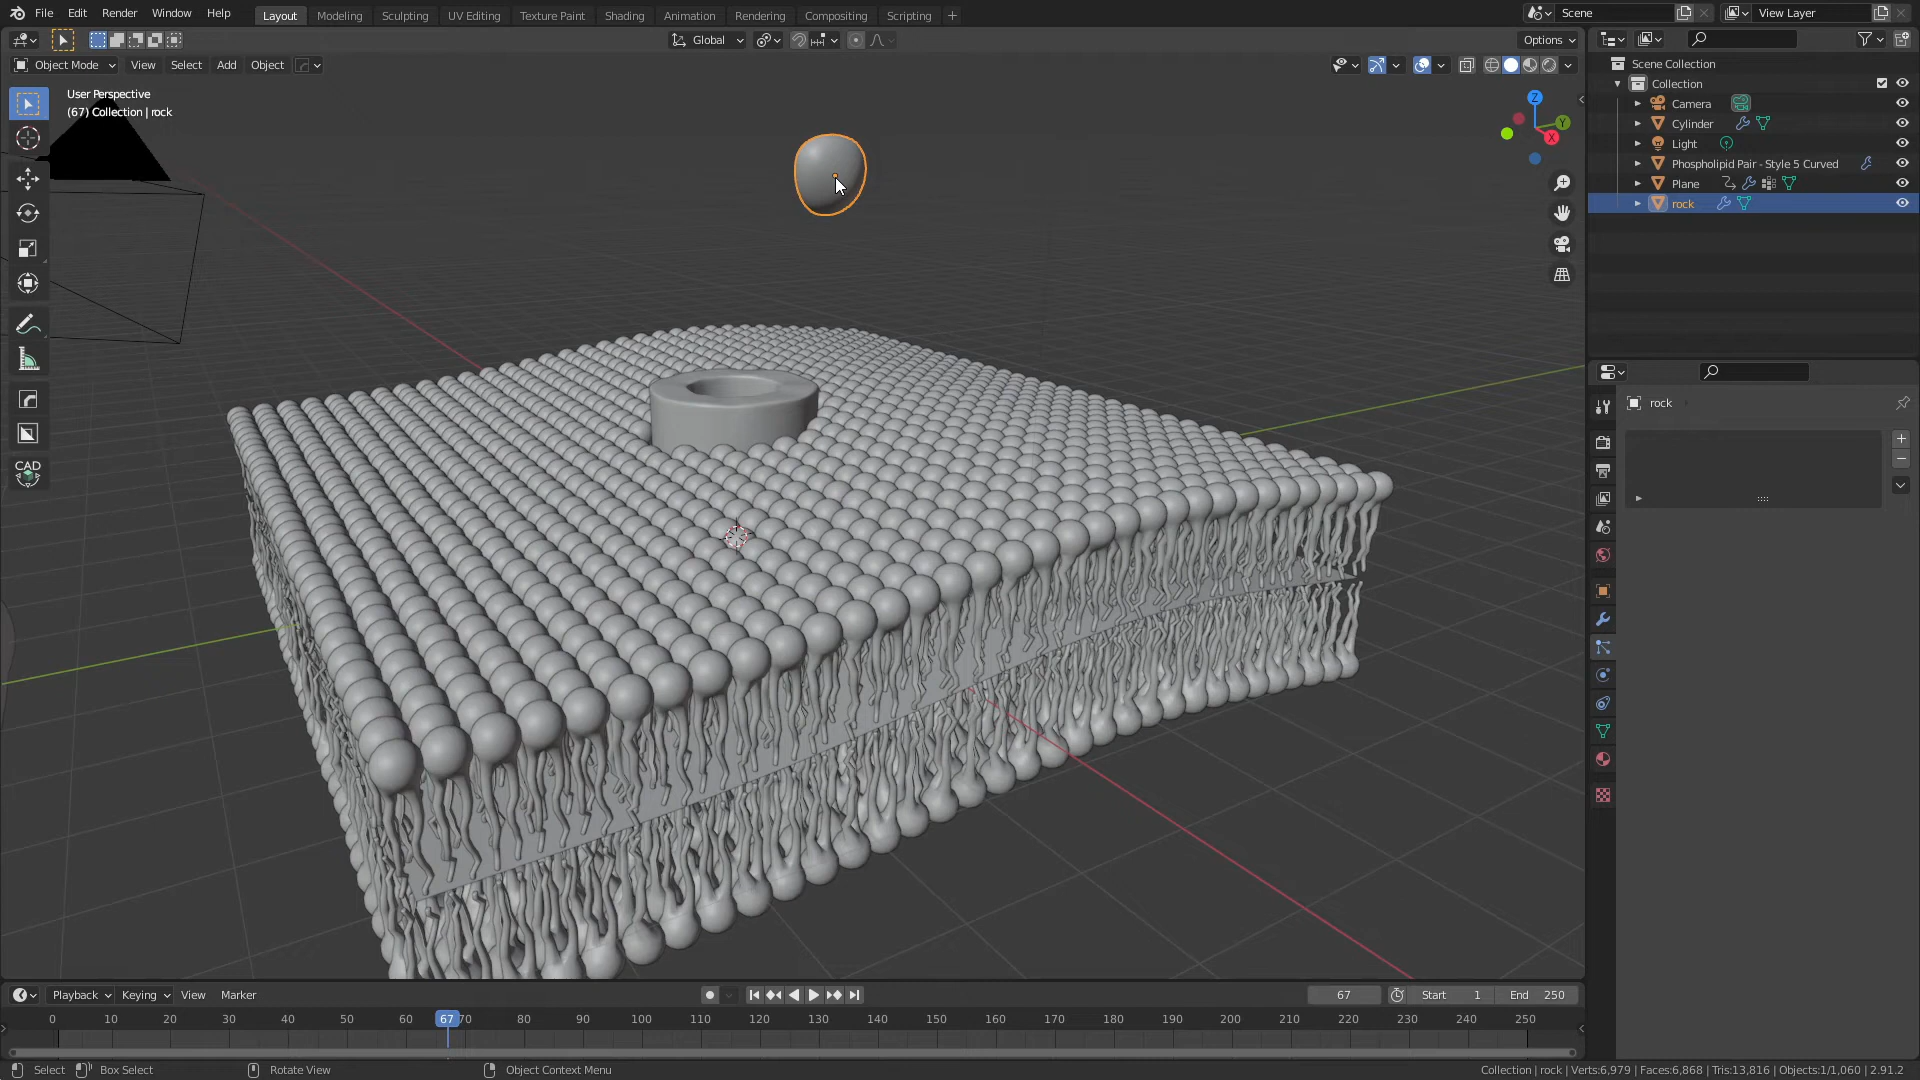 File Edit Render Window Help Layout Modeling Sculpting UV Editing Texture Paint Shading Animation Rendering Compositing Scripting + Scene View Layer
Global Options
Object Mode View Select Add Object
User Perspective
(67) Collection | rock
Z
Y
X
CAD
Scene Collection
Collection
Camera
Cylinder
Light
Phospholipid Pair - Style 5 Curved
Plane
rock
rock
Playback Keying View Marker 67 Start 1 End 250
0 10 20 30 40 50 60 67 70 80 90 100 110 120 130 140 150 160 170 180 190 200 210 220 230 240 250
Select Box Select Rotate View Object Context Menu Collection | rock | Verts:6,979 | Faces:6,868 | Tris:13,816 | Objects:1/1,060 | 2.91.2